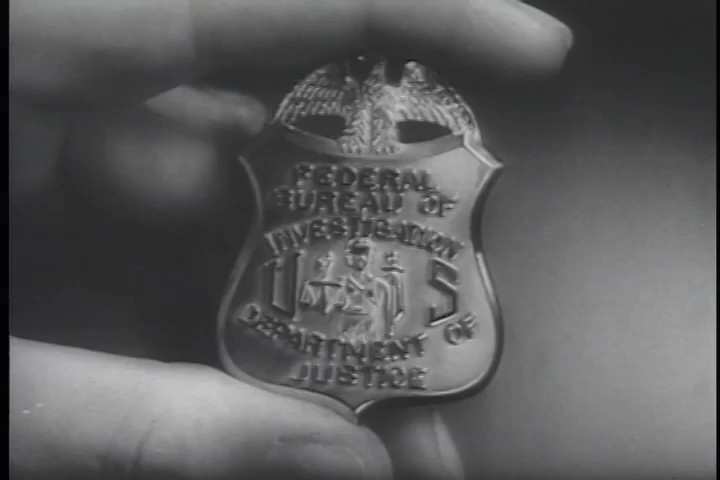 FEDERAL
BUREAU OF
INVESTIGATION
U S
DEPARTMENT OF
JUSTICE